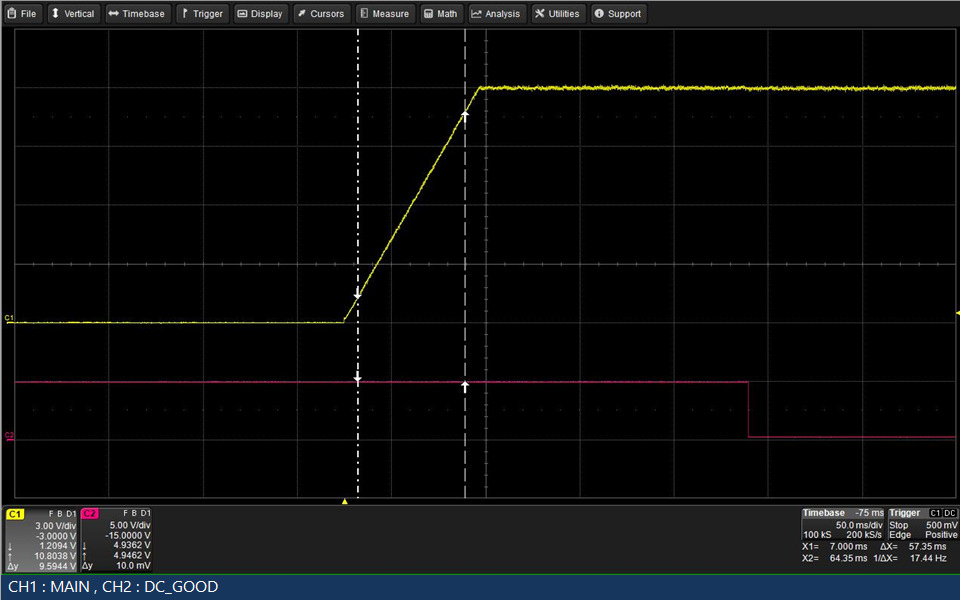 File Vertical Timebase Trigger Display Cursors Measure Math Analysis Utilities Support
C1
C2
C1 F B D1
3.00 V/div
-3.0000 V
↓ 1.2094 V
↑ 10.8038 V
Δy 9.5944 V
C2 F B D1
5.00 V/div
-15.0000 V
↓ 4.9362 V
↑ 4.9462 V
Δy 10.0 mV
Timebase -75 ms
50.0 ms/div
100 kS 200 kS/s
Trigger C1 DC
Stop 500 mV
Edge Positive
X1= 7.000 ms ΔX= 57.35 ms
X2= 64.35 ms 1/ΔX= 17.44 Hz
CH1 : MAIN , CH2 : DC_GOOD